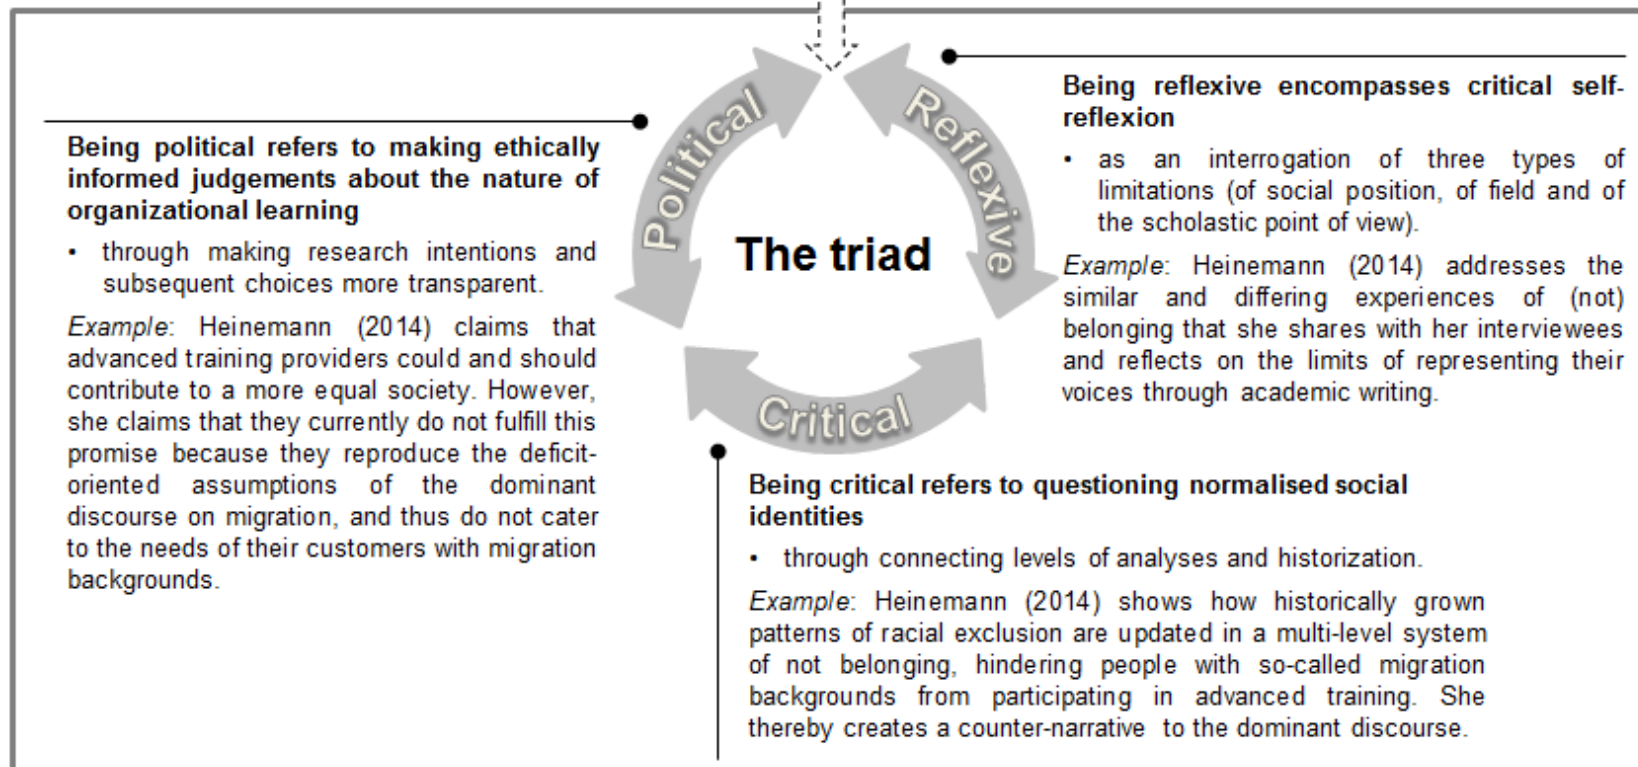 Political
Reflexive
Critical
The triad
Being political refers to making ethically
informed judgements about the nature of
organizational learning
• through making research intentions and
subsequent choices more transparent.
Example: Heinemann (2014) claims that
advanced training providers could and should
contribute to a more equal society. However,
she claims that they currently do not fulfill this
promise because they reproduce the deficit-
oriented assumptions of the dominant
discourse on migration, and thus do not cater
to the needs of their customers with migration
backgrounds.
Being reflexive encompasses critical self-
reflexion
• as an interrogation of three types of
limitations (of social position, of field and of
the scholastic point of view).
Example: Heinemann (2014) addresses the
similar and differing experiences of (not)
belonging that she shares with her interviewees
and reflects on the limits of representing their
voices through academic writing.
Being critical refers to questioning normalised social
identities
• through connecting levels of analyses and historization.
Example: Heinemann (2014) shows how historically grown
patterns of racial exclusion are updated in a multi-level system
of not belonging, hindering people with so-called migration
backgrounds from participating in advanced training. She
thereby creates a counter-narrative to the dominant discourse.